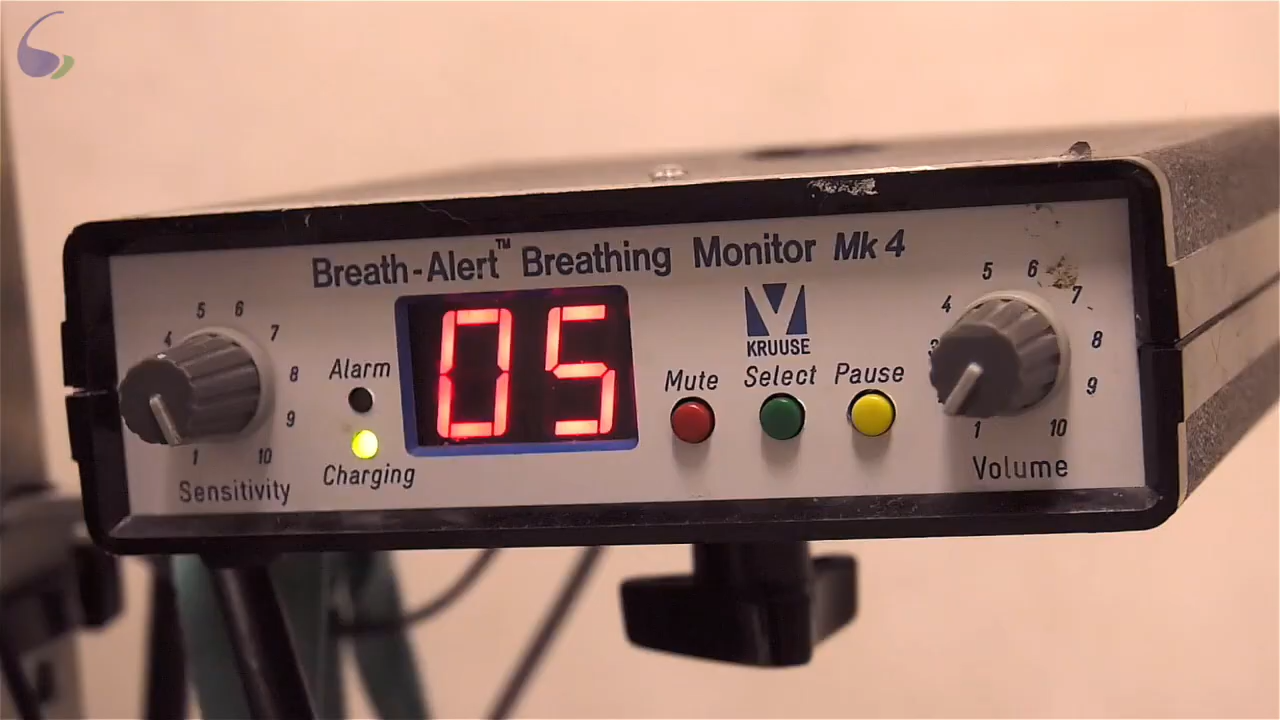 Breath-Alert™ Breathing Monitor Mk 4
KRUUSE
Alarm
05
Mute
Select
Pause
Charging
4 5 6 7 8 9 10 1
Sensitivity
3 4 5 6 7 8 9 10 1
Volume